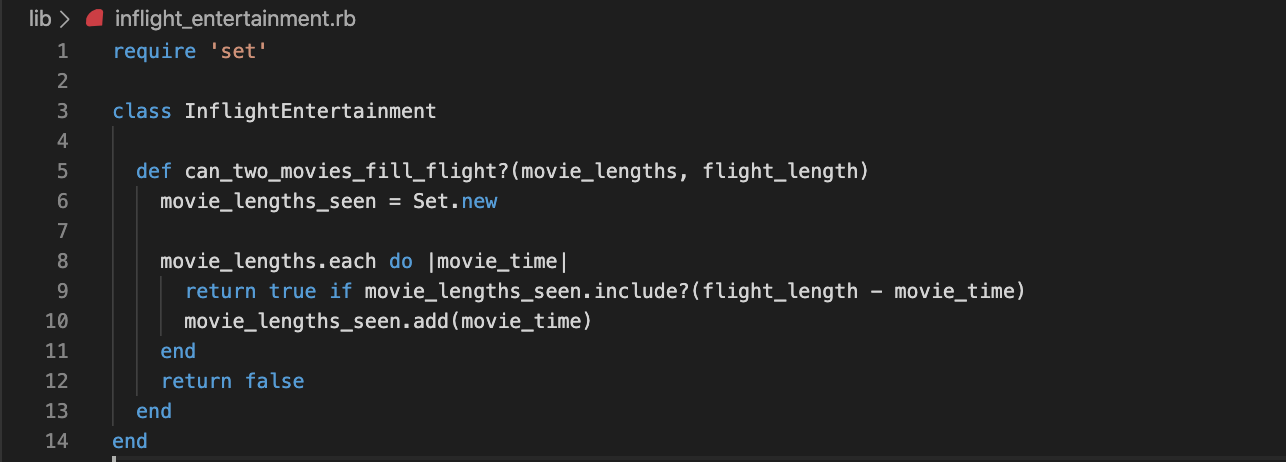 lib > inflight_entertainment.rb
1 require 'set'
2
3 class InflightEntertainment
4
5   def can_two_movies_fill_flight?(movie_lengths, flight_length)
6     movie_lengths_seen = Set.new
7
8     movie_lengths.each do |movie_time|
9       return true if movie_lengths_seen.include?(flight_length - movie_time)
10       movie_lengths_seen.add(movie_time)
11     end
12     return false
13   end
14 end